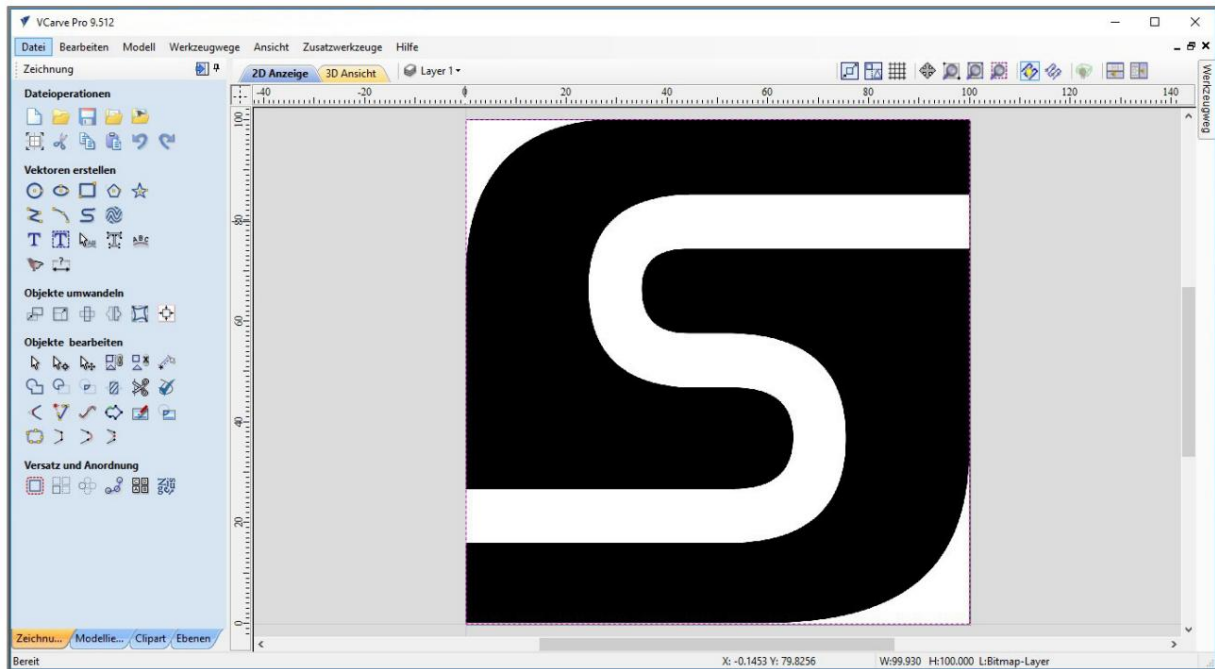 VCarve Pro 9.512
Datei Bearbeiten Modell Werkzeugwege Ansicht Zusatzwerkzeuge Hilfe
Zeichnung
2D Anzeige 3D Ansicht Layer 1
Werkzeugweg
Dateioperationen
Vektoren erstellen
Objekte umwandeln
Objekte bearbeiten
Versatz und Anordnung
-40 -20 0 20 40 60 80 100 120 140
100
80
60
40
20
0
Zeichnu... Modellie... Clipart Ebenen
Bereit X: -0.1453 Y: 79.8256 W:99.930 H:100.000 L:Bitmap-Layer